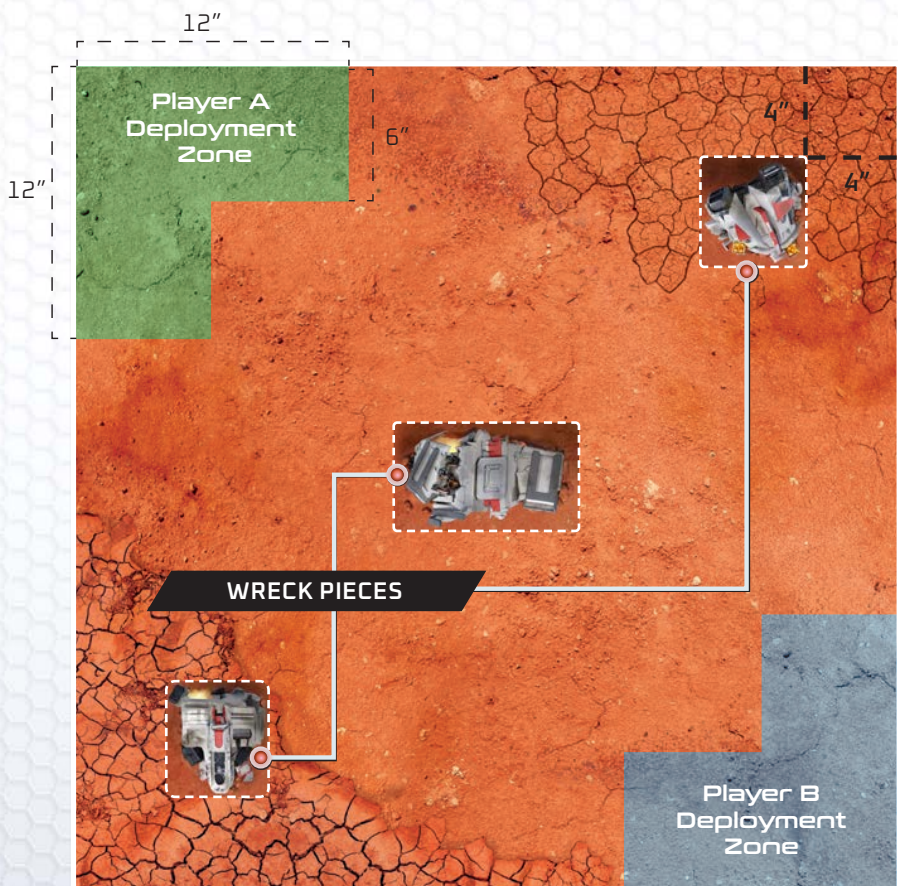 12”
Player A
Deployment
Zone
6”
12”
4”
4”
WRECK PIECES
Player B
Deployment
Zone